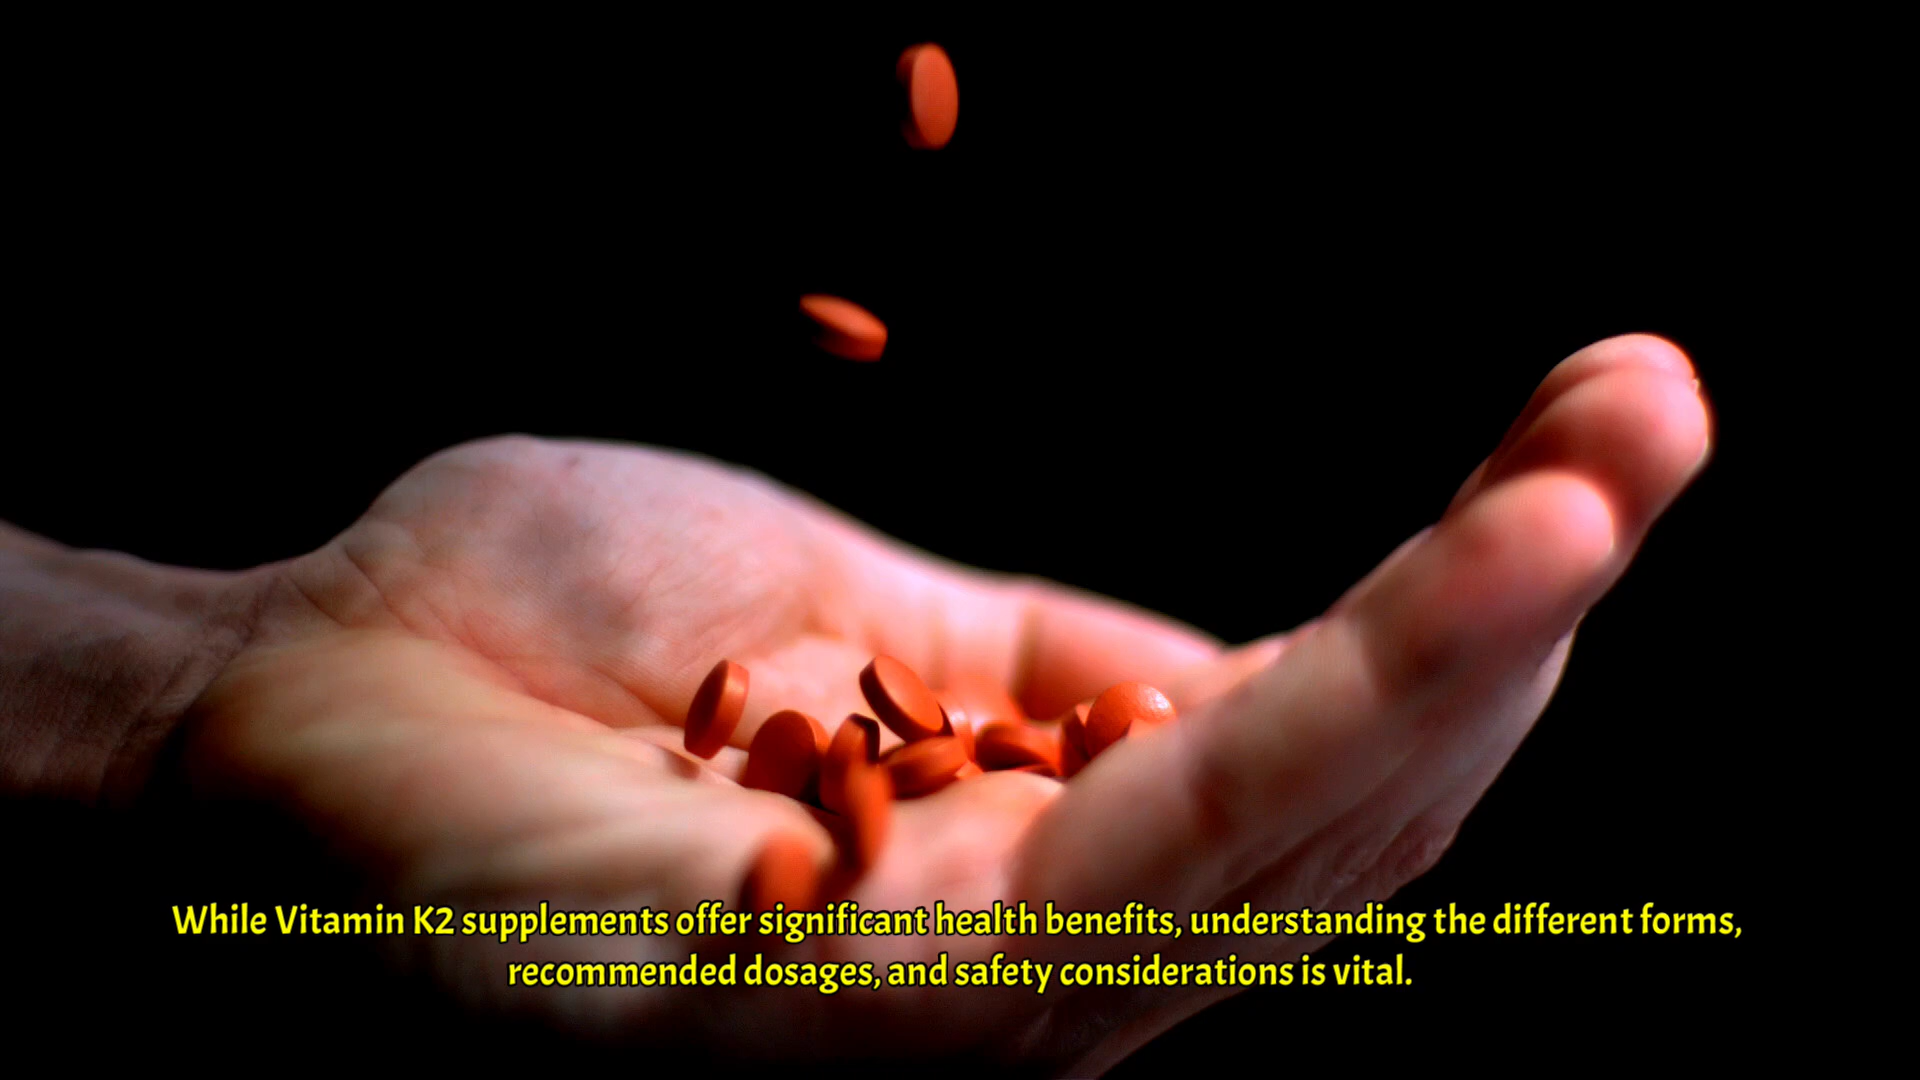 While Vitamin K2 supplements offer significant health benefits, understanding the different forms,
recommended dosages, and safety considerations is vital.